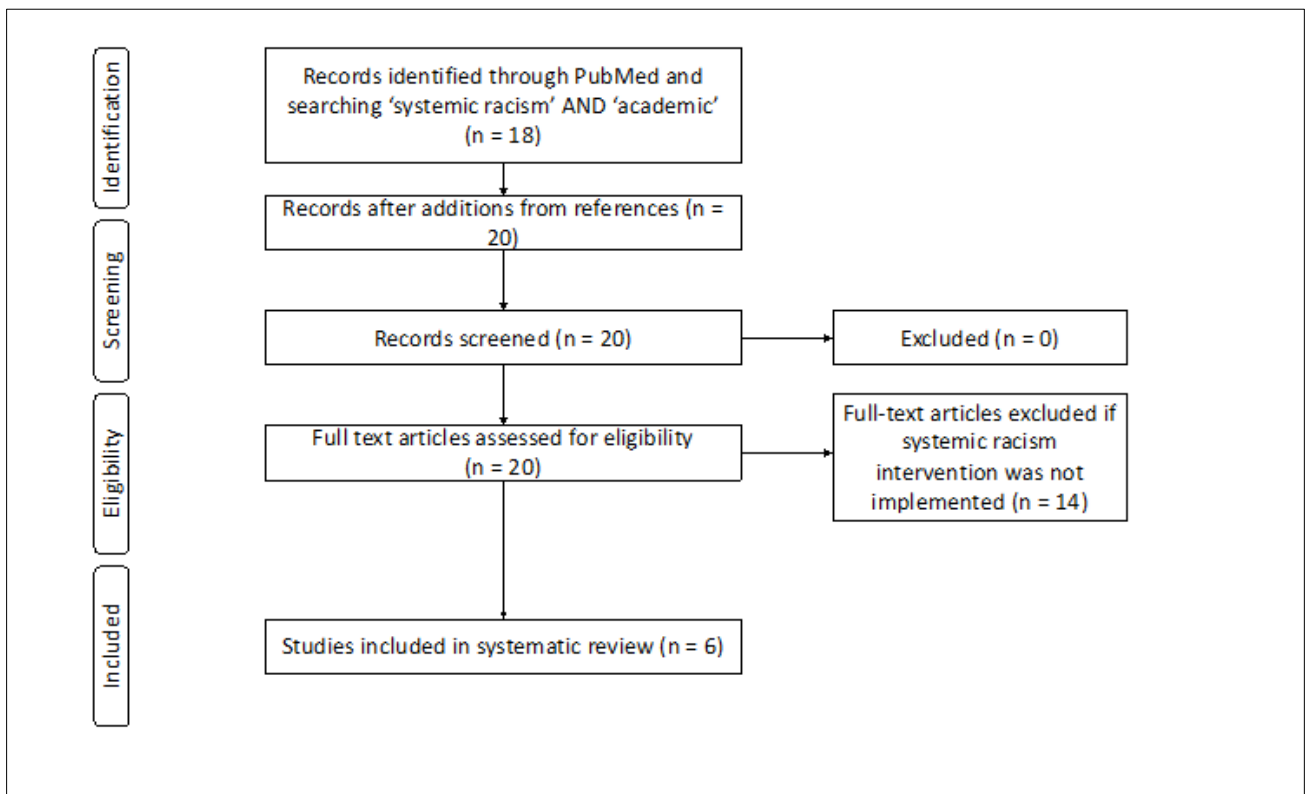 Identification
Records identified through PubMed and
searching ‘systemic racism’ AND ‘academic’
(n = 18)
Records after additions from references (n =
20)
Screening
Records screened (n = 20)
Excluded (n = 0)
Eligibility
Full text articles assessed for eligibility
(n = 20)
Full-text articles excluded if
systemic racism
intervention was not
implemented (n = 14)
Included
Studies included in systematic review (n = 6)